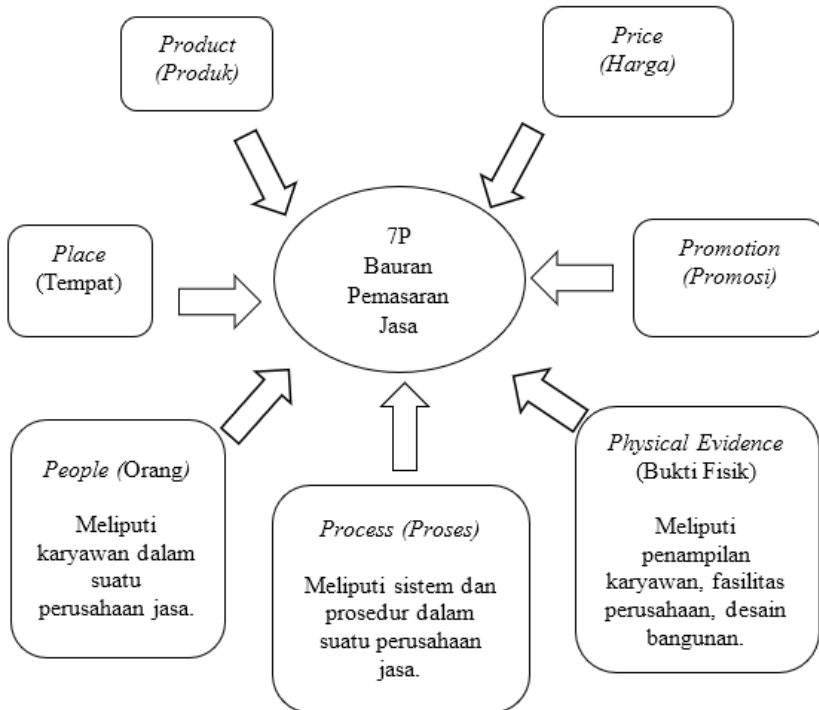 Product
(Produk)
Price
(Harga)
Place
(Tempat)
7P
Bauran
Pemasaran
Jasa
Promotion
(Promosi)
People (Orang)
Meliputi
karyawan dalam
suatu
perusahaan jasa.
Process (Proses)
Meliputi sistem dan
prosedur dalam
suatu perusahaan
jasa.
Physical Evidence
(Bukti Fisik)
Meliputi
penampilan
karyawan, fasilitas
perusahaan, desain
bangunan.